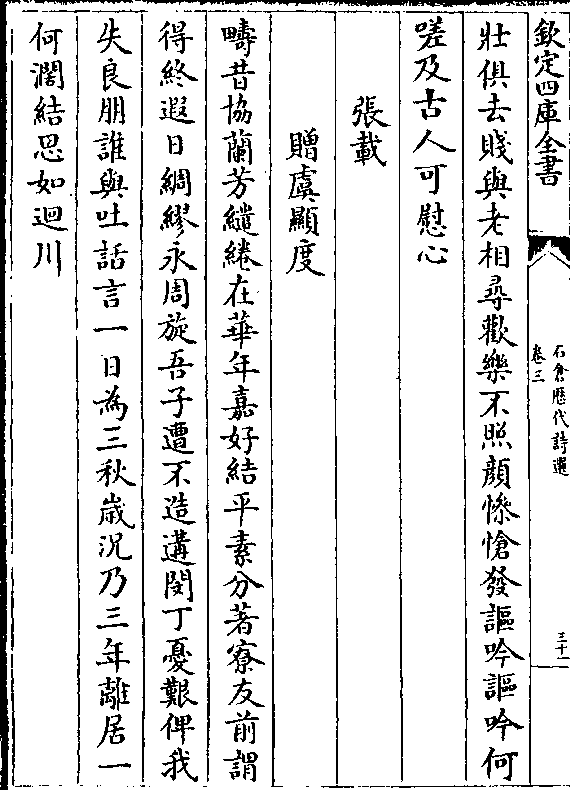 欽定四庫全書
石倉歷代詩選
卷三
三十一
壯俱去賤與老相尋歡樂不照顔慘愴發謳吟謳吟何
嗟及古人可慰心
張載
贈虞顯度
疇昔協蘭芳繾綣在華年嘉好結平素分著寮友前謂
得終遐日綢繆永周旋吾子遭不造遘閔丁憂艱俾我
失良朋誰與吐話言一日為三秋歲況乃三年離居一
何濶結思如迴川